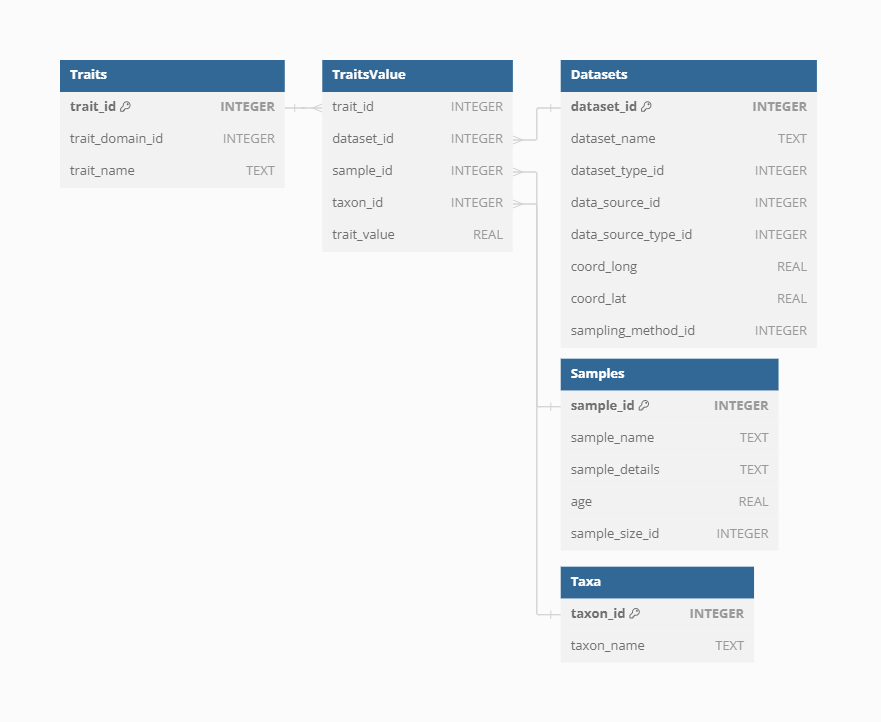 Traits
trait_id INTEGER
trait_domain_id INTEGER
trait_name TEXT
TraitsValue
trait_id INTEGER
dataset_id INTEGER
sample_id INTEGER
taxon_id INTEGER
trait_value REAL
Datasets
dataset_id INTEGER
dataset_name TEXT
dataset_type_id INTEGER
data_source_id INTEGER
data_source_type_id INTEGER
coord_long REAL
coord_lat REAL
sampling_method_id INTEGER
Samples
sample_id INTEGER
sample_name TEXT
sample_details TEXT
age REAL
sample_size_id INTEGER
Taxa
taxon_id INTEGER
taxon_name TEXT